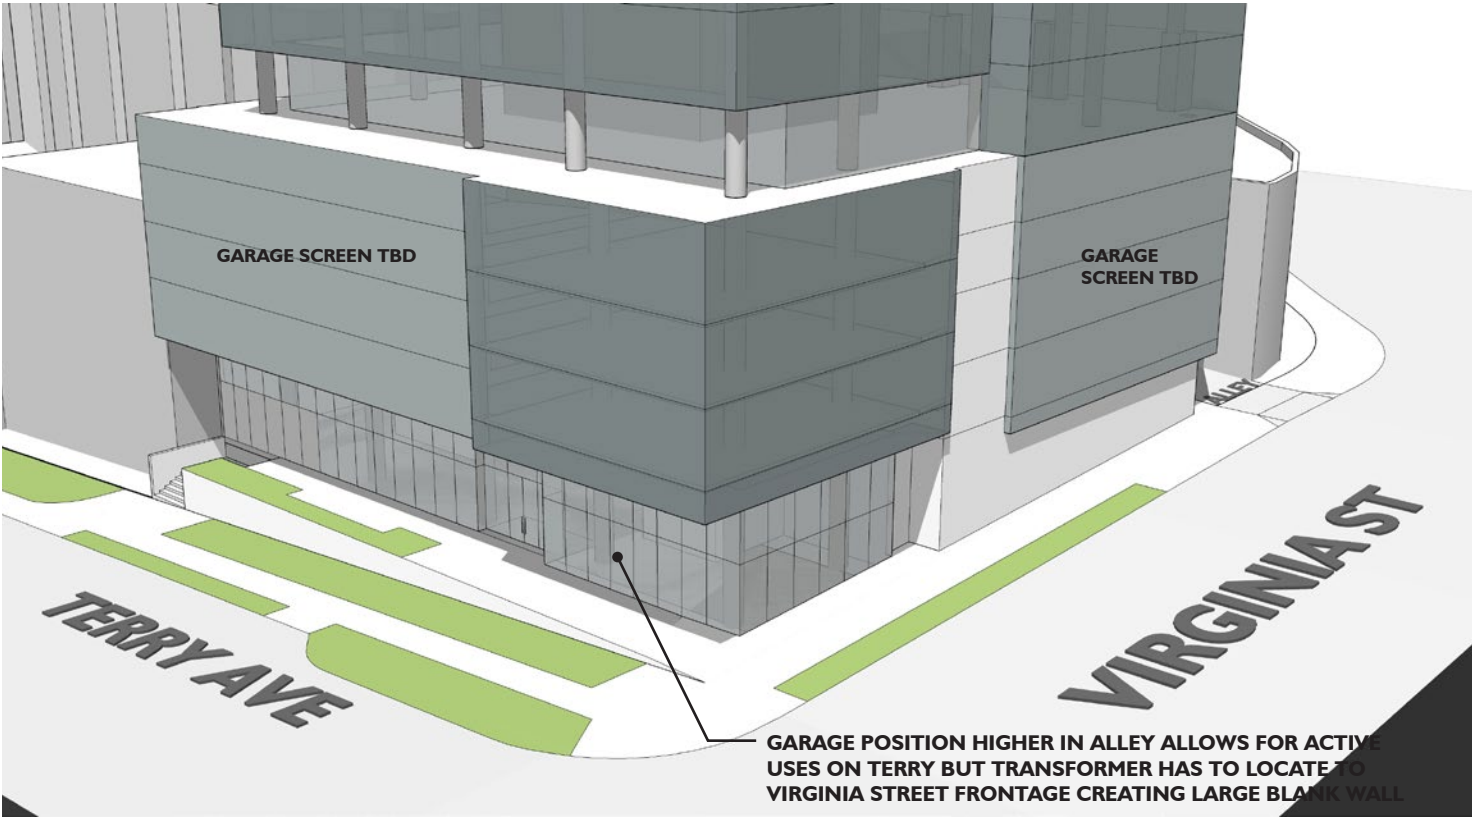 GARAGE SCREEN TBD
GARAGE
SCREEN TBD
ALLEY
TERRY AVE
VIRGINIA ST
GARAGE POSITION HIGHER IN ALLEY ALLOWS FOR ACTIVE
USES ON TERRY BUT TRANSFORMER HAS TO LOCATE TO
VIRGINIA STREET FRONTAGE CREATING LARGE BLANK WALL